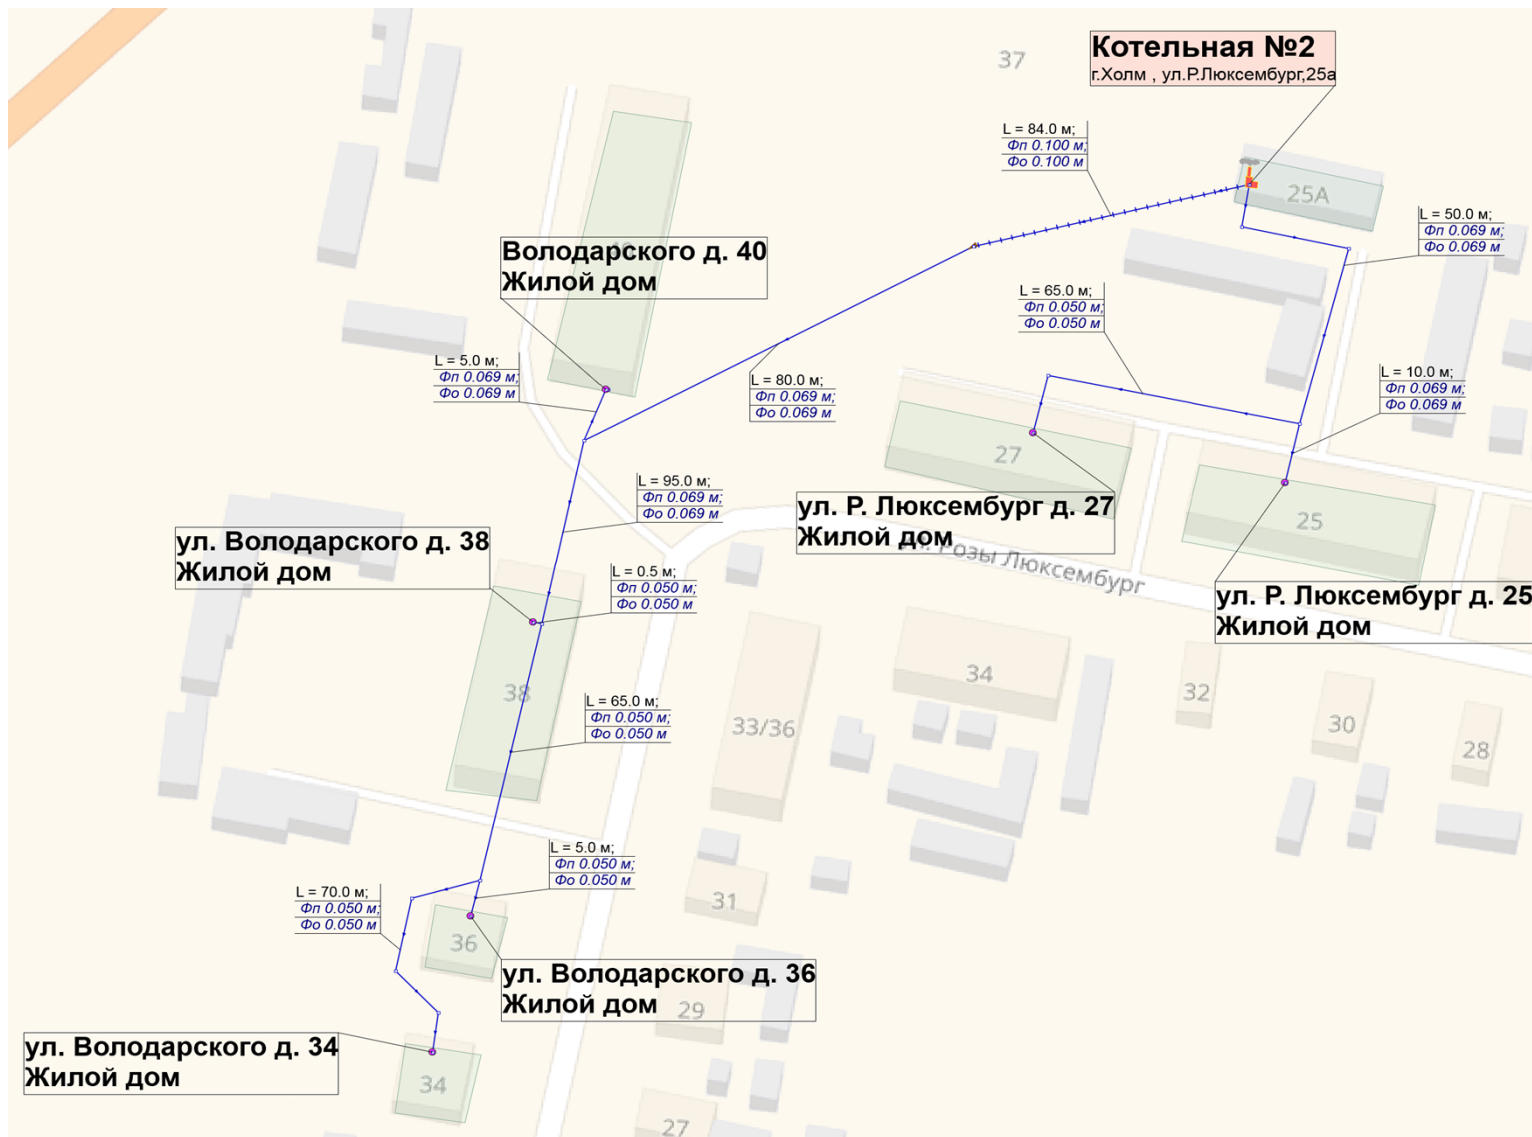 37
Котельная №2
г.Холм , ул.Р.Люксембург,25а
L = 84.0 м;
Фп 0.100 м;
Фо 0.100 м
25А
L = 50.0 м;
Фп 0.069 м;
Фо 0.069 м
Володарского д. 40
Жилой дом
L = 65.0 м;
Фп 0.050 м;
Фо 0.050 м
L = 5.0 м;
Фп 0.069 м;
Фо 0.069 м
L = 80.0 м;
Фп 0.069 м;
Фо 0.069 м
L = 10.0 м;
Фп 0.069 м;
Фо 0.069 м
27
L = 95.0 м;
Фп 0.069 м;
Фо 0.069 м
ул. Р. Люксембург д. 27
Жилой дом
25
ул. Володарского д. 38
Жилой дом
Розы Люксембург
L = 0.5 м;
Фп 0.050 м;
Фо 0.050 м
ул. Р. Люксембург д. 25
Жилой дом
38
34
32
L = 65.0 м;
Фп 0.050 м;
Фо 0.050 м
33/36
30
28
L = 5.0 м;
Фп 0.050 м;
Фо 0.050 м
L = 70.0 м;
Фп 0.050 м;
Фо 0.050 м
31
36
ул. Володарского д. 36
Жилой дом
29
ул. Володарского д. 34
Жилой дом
34
27